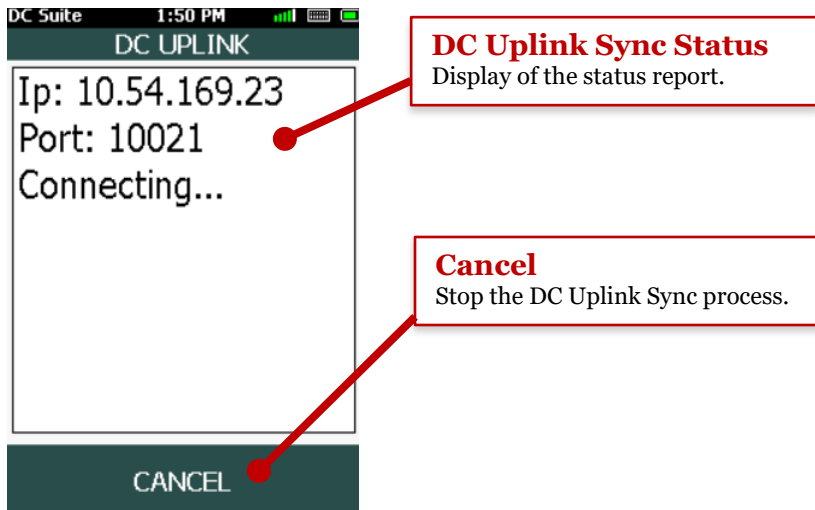 DC Suite 1:50 PM
DC UPLINK
Ip: 10.54.169.23
Port: 10021
Connecting...
CANCEL
DC Uplink Sync Status
Display of the status report.
Cancel
Stop the DC Uplink Sync process.